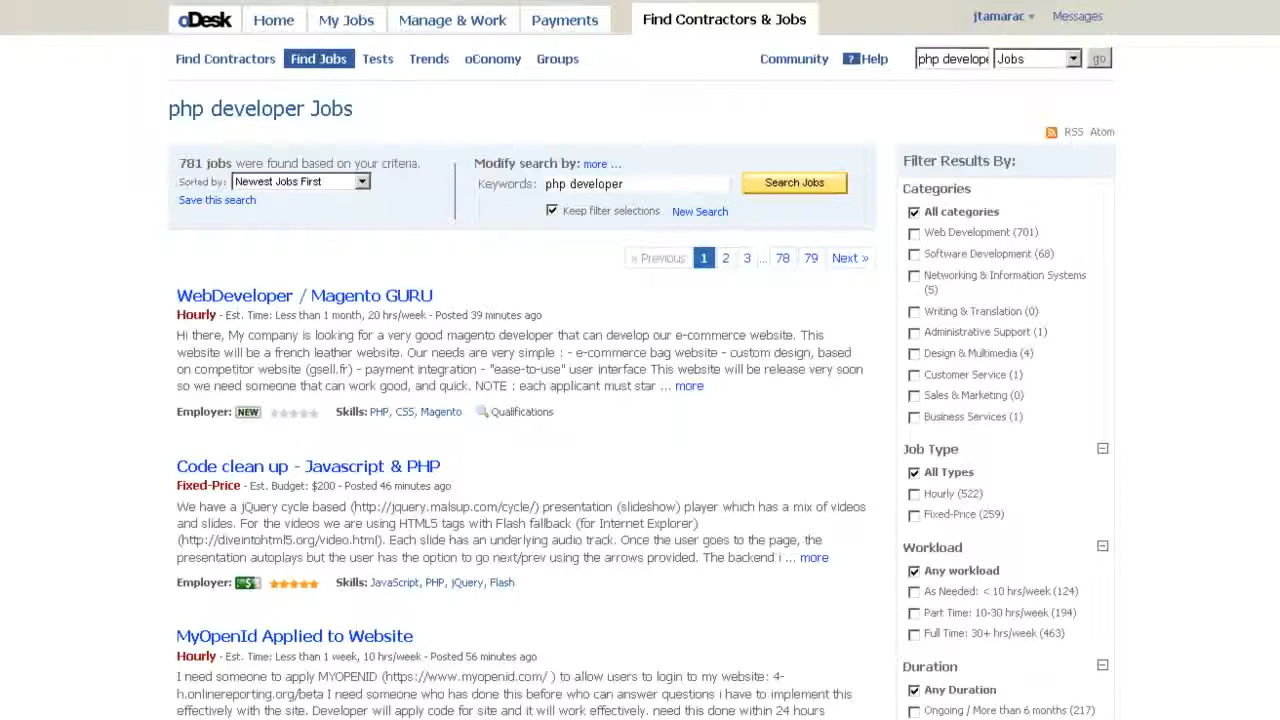 oDesk Home My Jobs Manage & Work Payments Find Contractors & Jobs jtamarac Messages
Find Contractors Find Jobs Tests Trends oConomy Groups Community ? Help php develope Jobs go
php developer Jobs
RSS Atom
781 jobs were found based on your criteria.
Sorted by: Newest Jobs First
Save this search
Modify search by: more ...
Keywords: php developer Search Jobs
Keep filter selections New Search
« Previous 1 2 3 ... 78 79 Next »
WebDeveloper / Magento GURU
Hourly - Est. Time: Less than 1 month, 20 hrs/week - Posted 39 minutes ago
Hi there, My company is looking for a very good magento developer that can develop our e-commerce website. This
website will be a french leather website. Our needs are very simple : - e-commerce bag website - custom design, based
on competitor website (gsell.fr) - payment integration - "ease-to-use" user interface This website will be release very soon
so we need someone that can work good, and quick. NOTE : each applicant must star ... more
Employer: NEW Skills: PHP, CSS, Magento Qualifications
Code clean up - Javascript & PHP
Fixed-Price - Est. Budget: $200 - Posted 46 minutes ago
We have a jQuery cycle based (http://jquery.malsup.com/cycle/) presentation (slideshow) player which has a mix of videos
and slides. For the videos we are using HTML5 tags with Flash fallback (for Internet Explorer)
(http://diveintohtml5.org/video.html). Each slide has an underlying audio track. Once the user goes to the page, the
presentation autoplays but the user has the option to go next/prev using the arrows provided. The backend i ... more
Employer: $ Skills: JavaScript, PHP, jQuery, Flash
MyOpenId Applied to Website
Hourly - Est. Time: Less than 1 week, 10 hrs/week - Posted 56 minutes ago
I need someone to apply MYOPENID (https://www.myopenid.com/ ) to allow users to login to my website: 4-
h.onlinereporting.org/beta I need someone who has done this before who can answer questions i have to implement this
effectively with the site. Developer will apply code for site and it will work effectively. need this done within 24 hours
Filter Results By:
Categories
All categories
Web Development (701)
Software Development (68)
Networking & Information Systems
(5)
Writing & Translation (0)
Administrative Support (1)
Design & Multimedia (4)
Customer Service (1)
Sales & Marketing (0)
Business Services (1)
Job Type
All Types
Hourly (522)
Fixed-Price (259)
Workload
Any workload
As Needed: < 10 hrs/week (124)
Part Time: 10-30 hrs/week (194)
Full Time: 30+ hrs/week (463)
Duration
Any Duration
Ongoing / More than 6 months (217)